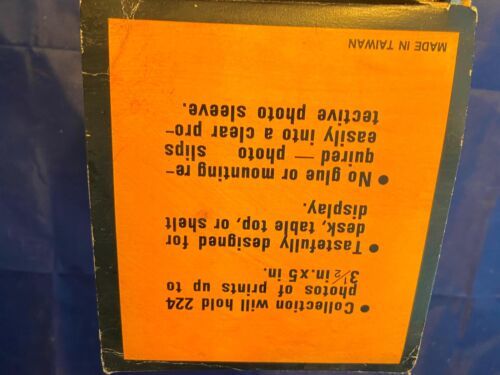 • Collection will hold 224
photos of prints up to
3½ in. x 5 in.
• Tastefully designed for
desk, table top, or shelt
display.
• No glue or mounting re-
quired — photo slips
easily into a clear pro-
tective photo sleeve.
MADE IN TAIWAN